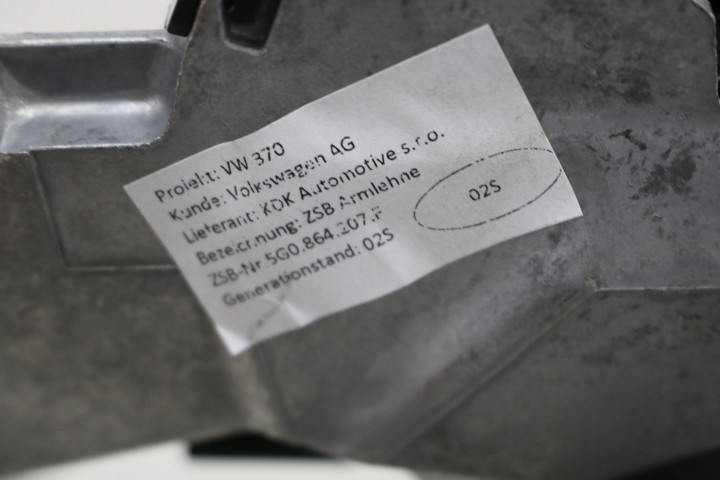 Projekt: VW 370
Kunde: Volkswagen AG
Lieferant: KDK Automotive s.r.o.
Bezeichnung: ZSB Armlehne
ZSB-Nr 5G0.864.207.F
Generationstand: 02S
02S